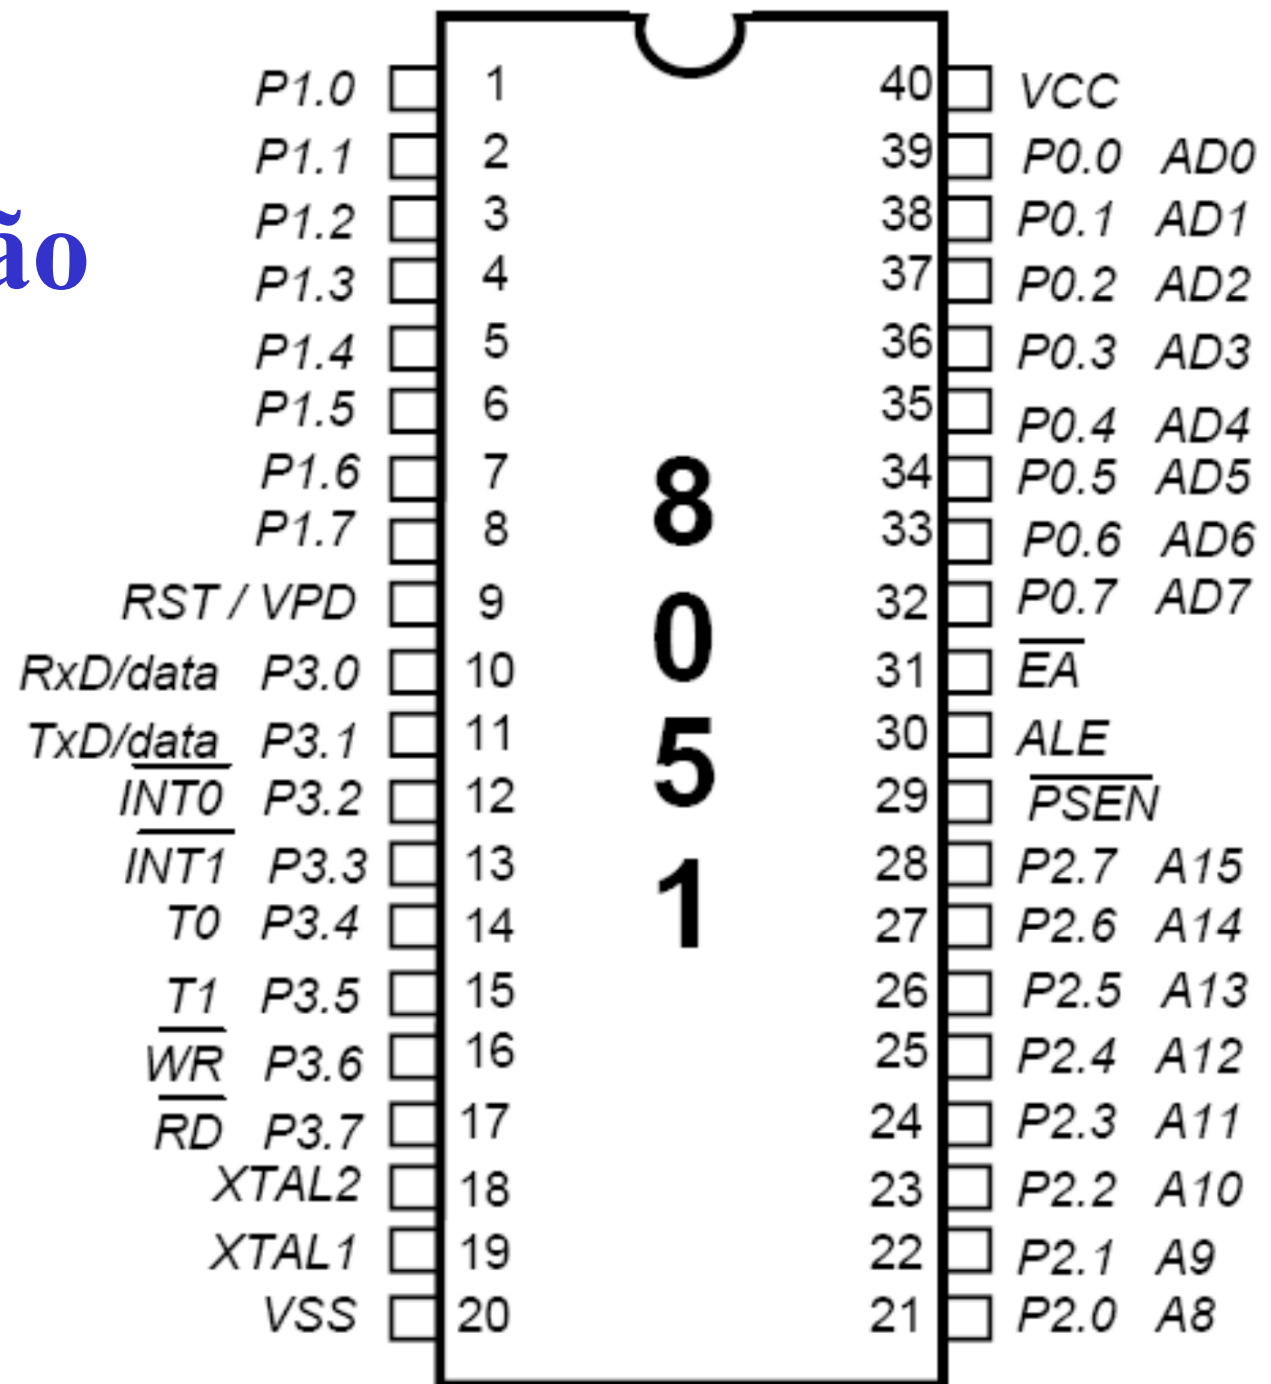 P1.0 1 40 VCC
P1.1 2 39 P0.0 AD0
P1.2 3 38 P0.1 AD1
ão
P1.3 4 37 P0.2 AD2
P1.4 5 36 P0.3 AD3
P1.5 6 35 P0.4 AD4
P1.6 7 34 P0.5 AD5
P1.7 8 33 P0.6 AD6
RST / VPD 9 32 P0.7 AD7
RxD/data P3.0 10 31 E̅A̅
TxD/data P3.1 11 30 ALE
I̅N̅T̅0̅ P3.2 12 29 P̅S̅E̅N̅
I̅N̅T̅1̅ P3.3 13 28 P2.7 A15
T0 P3.4 14 27 P2.6 A14
T1 P3.5 15 26 P2.5 A13
W̅R̅ P3.6 16 25 P2.4 A12
R̅D̅ P3.7 17 24 P2.3 A11
XTAL2 18 23 P2.2 A10
XTAL1 19 22 P2.1 A9
VSS 20 21 P2.0 A8
8
0
5
1